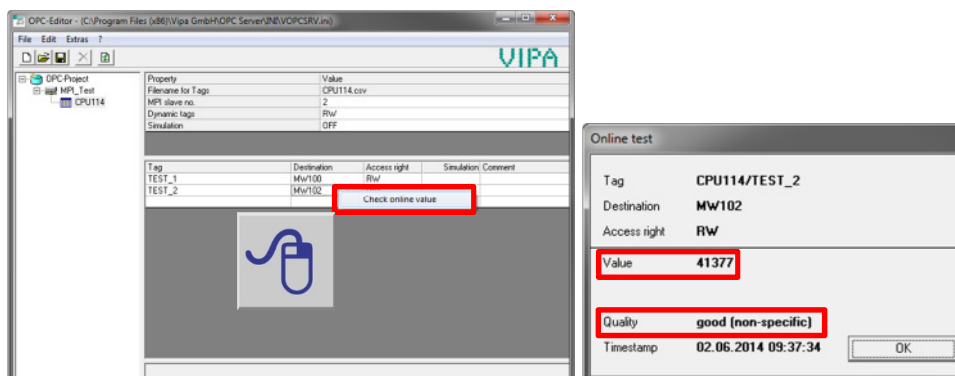 OPC-Editor - (C:\Program Files (x86)\Vipa GmbH\OPC Server\INI\VOPCSRV.ini)
File Edit Extras ?
VIPA
OPC-Project
MPI_Test
CPU114
Property Value
Filename for Tags CPU114.csv
MPI slave no. 2
Dynamic tags RW
Simulation OFF
Tag Destination Access right Simulation Comment
TEST_1 MW100 RW
TEST_2 MW102
Check online value
Online test
Tag CPU114/TEST_2
Destination MW102
Access right RW
Value 41377
Quality good (non-specific)
Timestamp 02.06.2014 09:37:34
OK